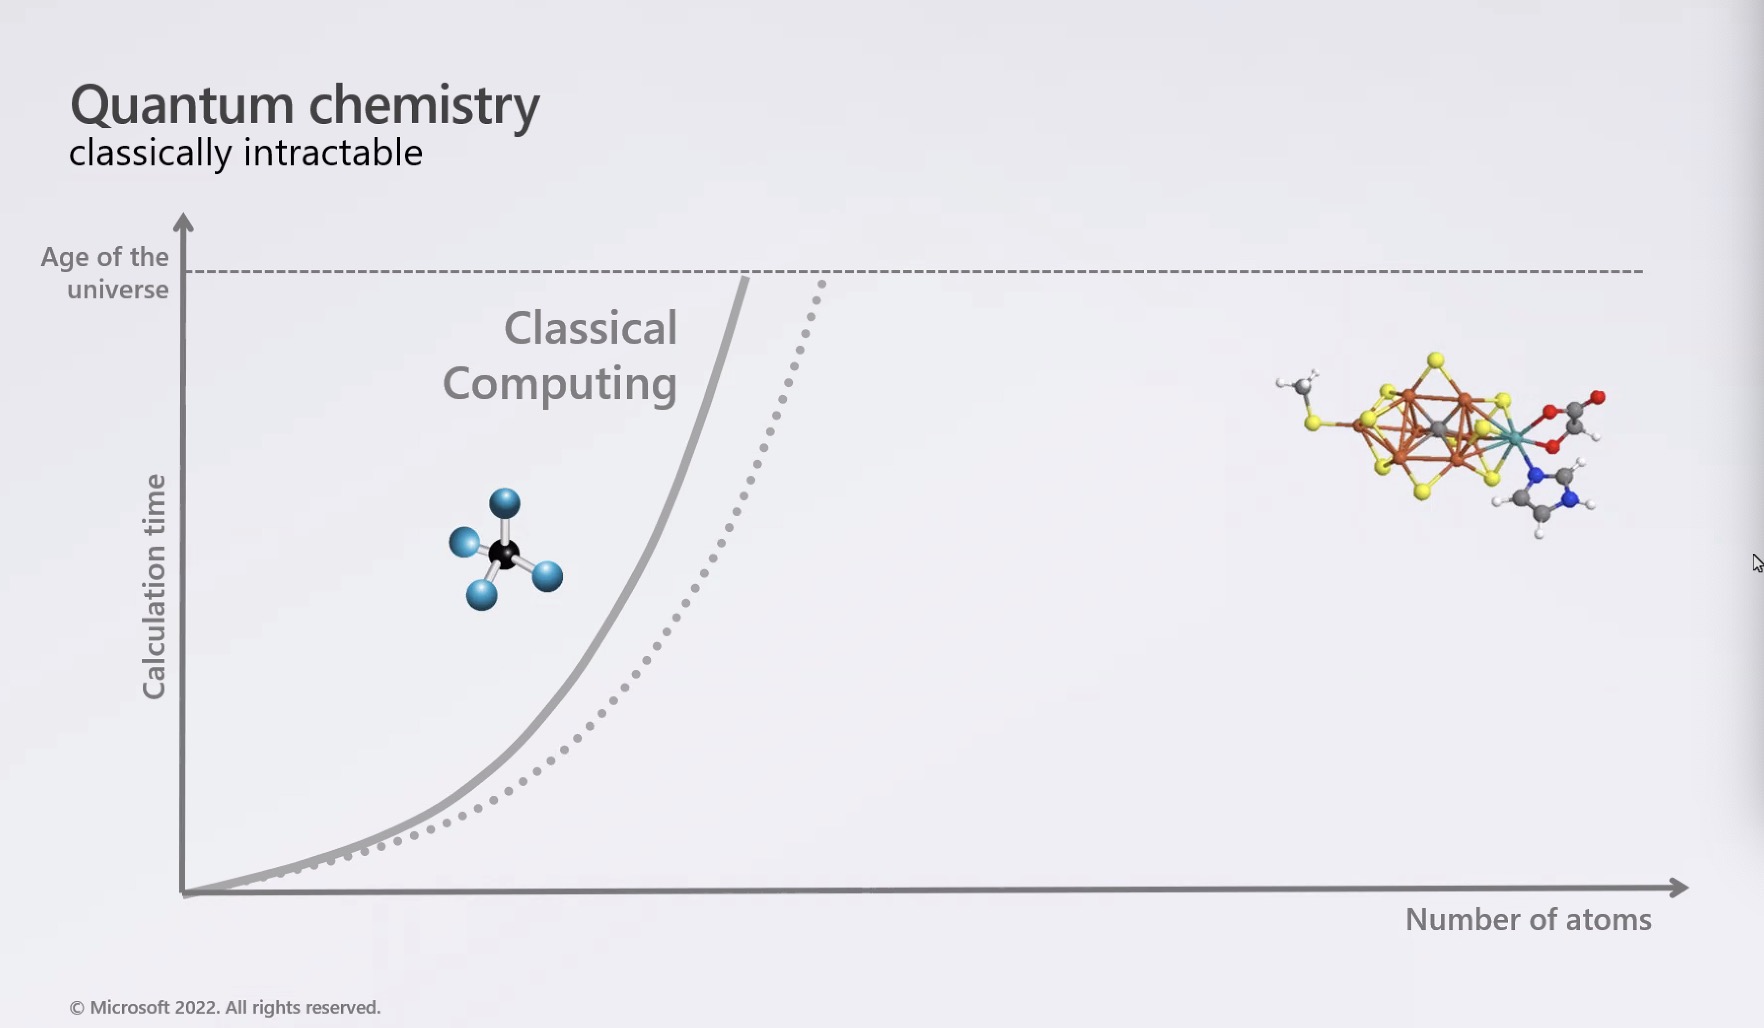 Quantum chemistry
classically intractable
Age of the
universe
Classical
Computing
Calculation time
Number of atoms
© Microsoft 2022. All rights reserved.